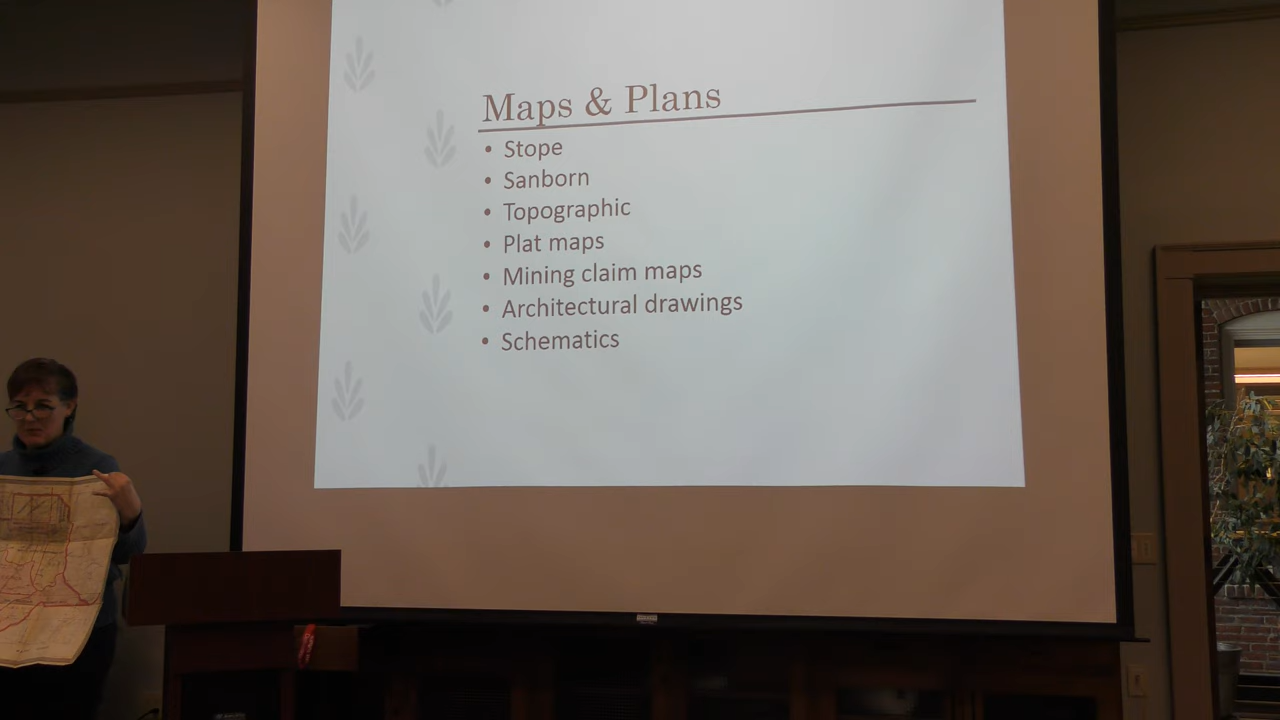 Maps & Plans
• Stope
• Sanborn
• Topographic
• Plat maps
• Mining claim maps
• Architectural drawings
• Schematics